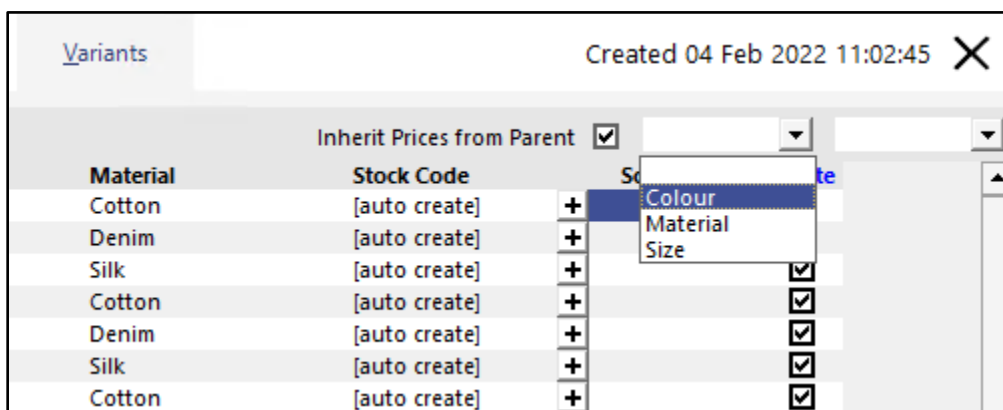 Variants
Created 04 Feb 2022 11:02:45
Inherit Prices from Parent
Material Stock Code
Colour
Material
Size
Cotton [auto create] +
Denim [auto create] +
Silk [auto create] +
Cotton [auto create] +
Denim [auto create] +
Silk [auto create] +
Cotton [auto create] +